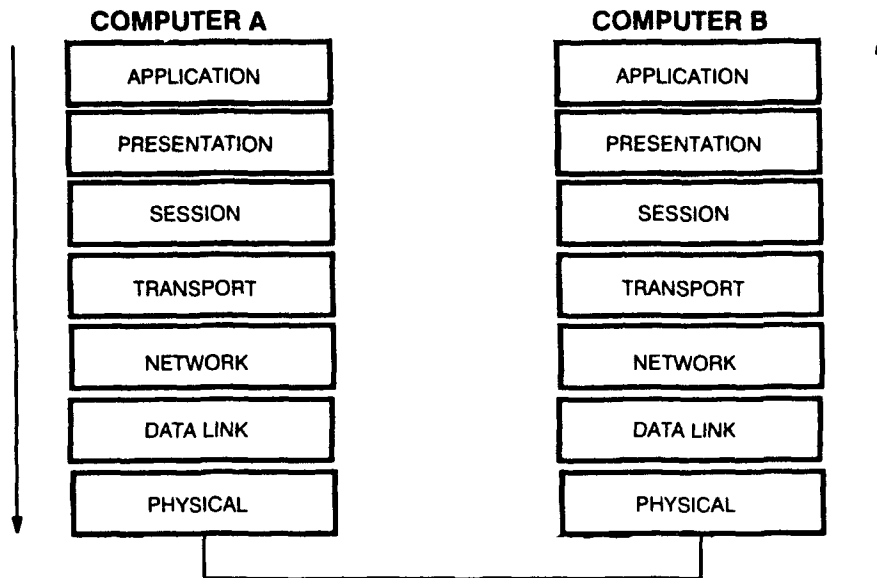 COMPUTER A
APPLICATION
PRESENTATION
SESSION
TRANSPORT
NETWORK
DATA LINK
PHYSICAL
COMPUTER B
APPLICATION
PRESENTATION
SESSION
TRANSPORT
NETWORK
DATA LINK
PHYSICAL